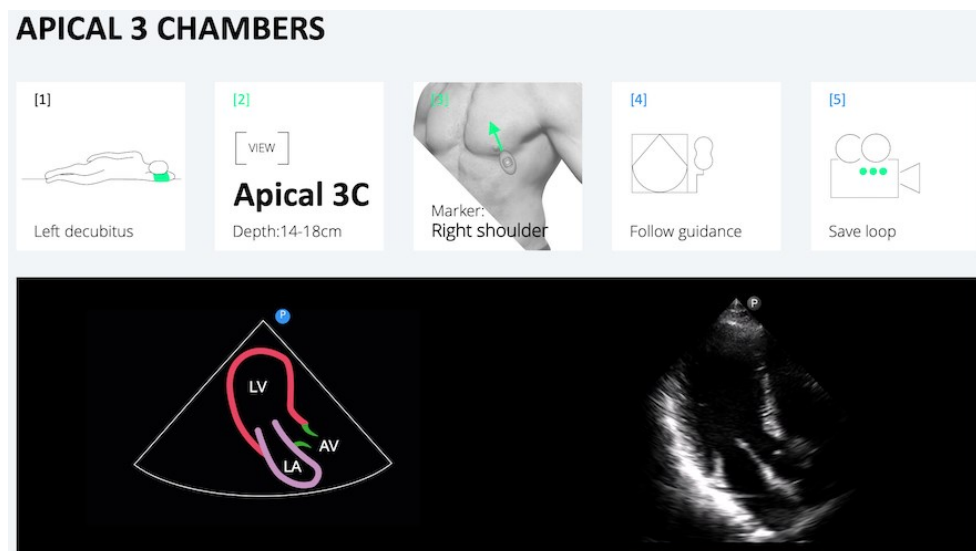 APICAL 3 CHAMBERS
[1]
Left decubitus
[2]
VIEW
Apical 3C
Depth:14-18cm
[3]
Marker:
Right shoulder
[4]
Follow guidance
[5]
Save loop
P
LV
AV
LA
P